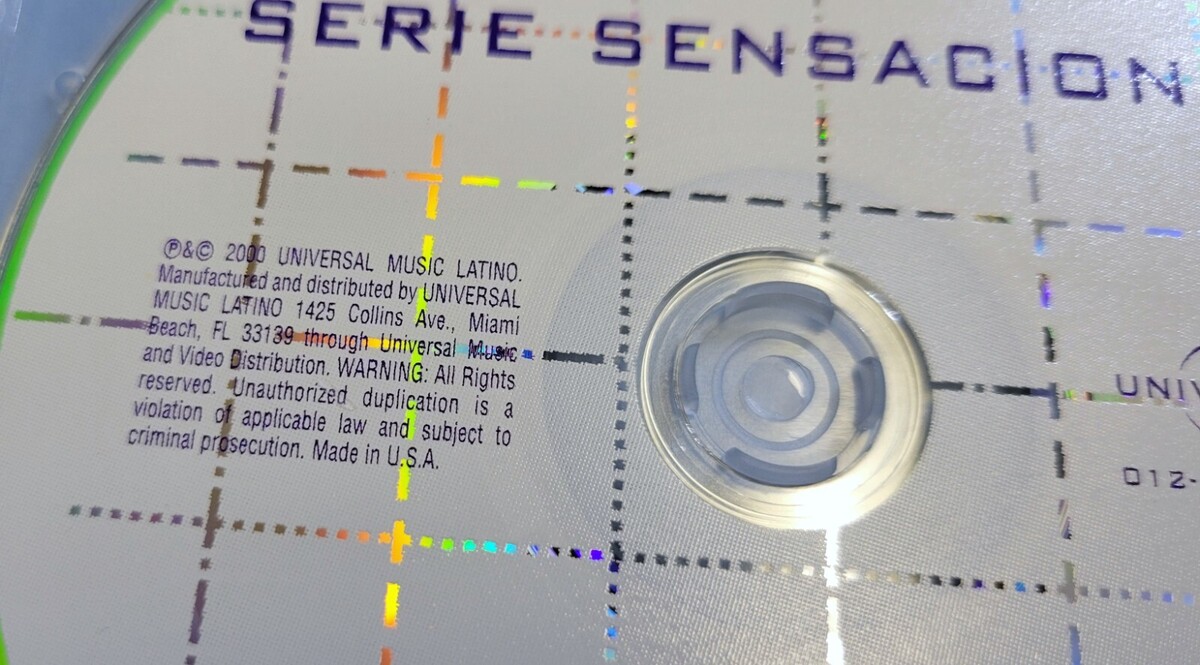 SERIE SENSACION
℗&© 2000 UNIVERSAL MUSIC LATINO.
Manufactured and distributed by UNIVERSAL
MUSIC LATINO 1425 Collins Ave., Miami
Beach, FL 33139 through Universal Music
and Video Distribution. WARNING: All Rights
reserved. Unauthorized duplication is a
violation of applicable law and subject to
criminal prosecution. Made in U.S.A.
UNI
012-